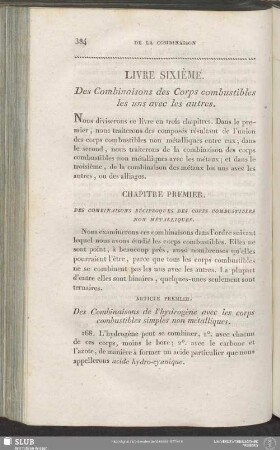 384 DE LA COMBINAISON
LIVRE SIXIÈME.
Des Combinaisons des Corps combustibles
les uns avec les autres.
Nous diviserons ce livre en trois chapitres. Dans le pre-
mier, nous traiterons des composés résultant de l'union
des corps combustibles non métalliques entre eux; dans
le second, nous traiterons de la combinaison des corps
combustibles non métalliques avec les métaux; et dans le
troisième, de la combinaison des métaux les uns avec les
autres, ou des alliages.
CHAPITRE PREMIER.
DES COMBINAISONS RÉCIPROQUES DES CORPS COMBUSTIBLES
NON MÉTALLIQUES.
Nous examinerons ces combinaisons dans l'ordre suivant
lequel nous avons étudié les corps combustibles. Elles ne
sont point, à beaucoup près, aussi nombreuses qu'elles
pourraient l'être, parce que tous les corps combustibles
ne se combinent pas les uns avec les autres. La plupart
d'entre elles sont binaires, quelques-unes seulement sont
ternaires.
ARTICLE PREMIER.
Des Combinaisons de l'hydrogène avec les corps
combustibles simples non métalliques.
168. L'hydrogène peut se combiner, 1°. avec chacun
de ces corps, moins le bore; 2°. avec le carbone et
l'azote, de manière à former un acide particulier que nous
appellerons acide hydro-cyanique.
SLUB